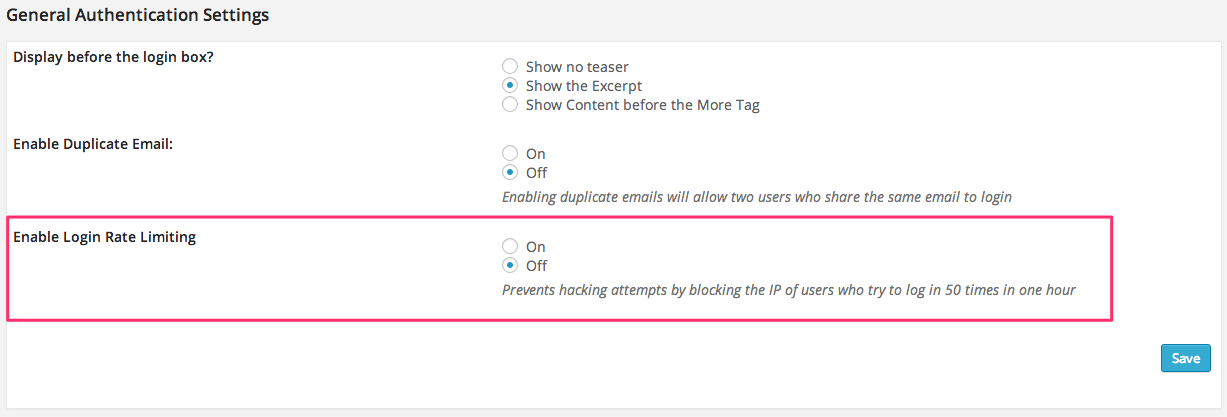 General Authentication Settings
Display before the login box?
Show no teaser
Show the Excerpt
Show Content before the More Tag
Enable Duplicate Email:
On
Off
Enabling duplicate emails will allow two users who share the same email to login
Enable Login Rate Limiting
On
Off
Prevents hacking attempts by blocking the IP of users who try to log in 50 times in one hour
Save